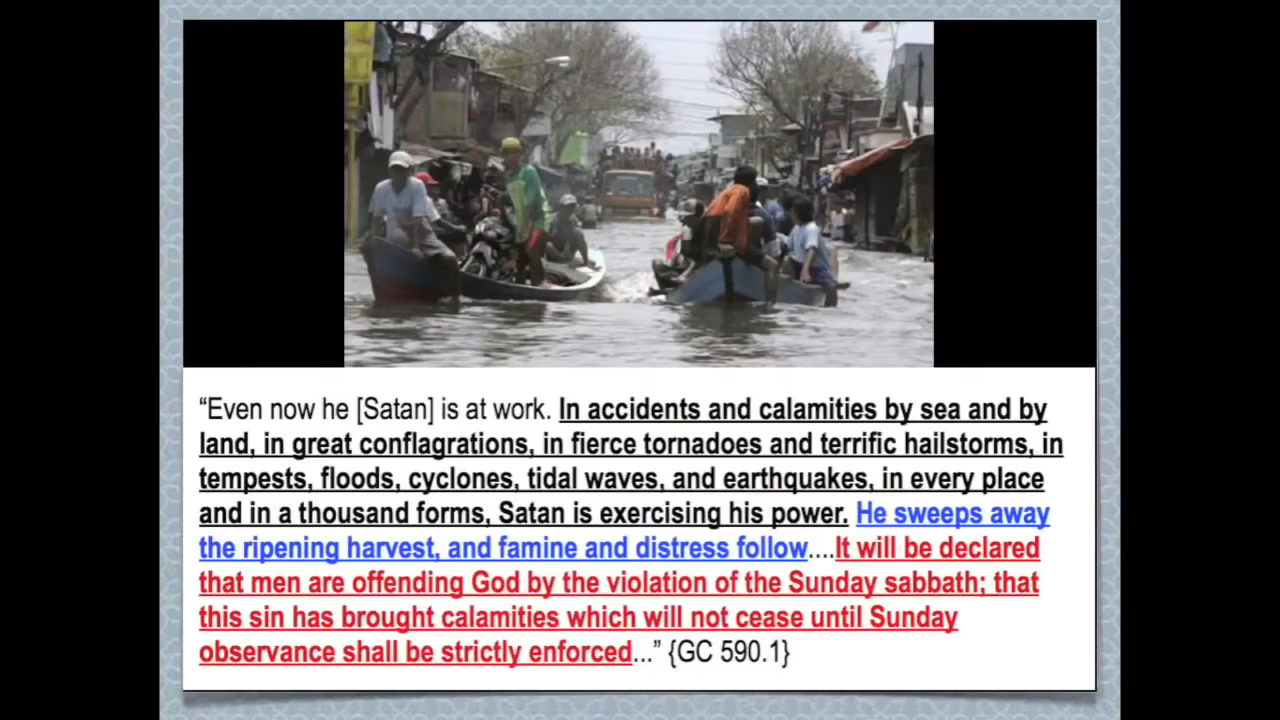 “Even now he [Satan] is at work. In accidents and calamities by sea and by
land, in great conflagrations, in fierce tornadoes and terrific hailstorms, in
tempests, floods, cyclones, tidal waves, and earthquakes, in every place
and in a thousand forms, Satan is exercising his power. He sweeps away
the ripening harvest, and famine and distress follow....It will be declared
that men are offending God by the violation of the Sunday sabbath; that
this sin has brought calamities which will not cease until Sunday
observance shall be strictly enforced...” {GC 590.1}